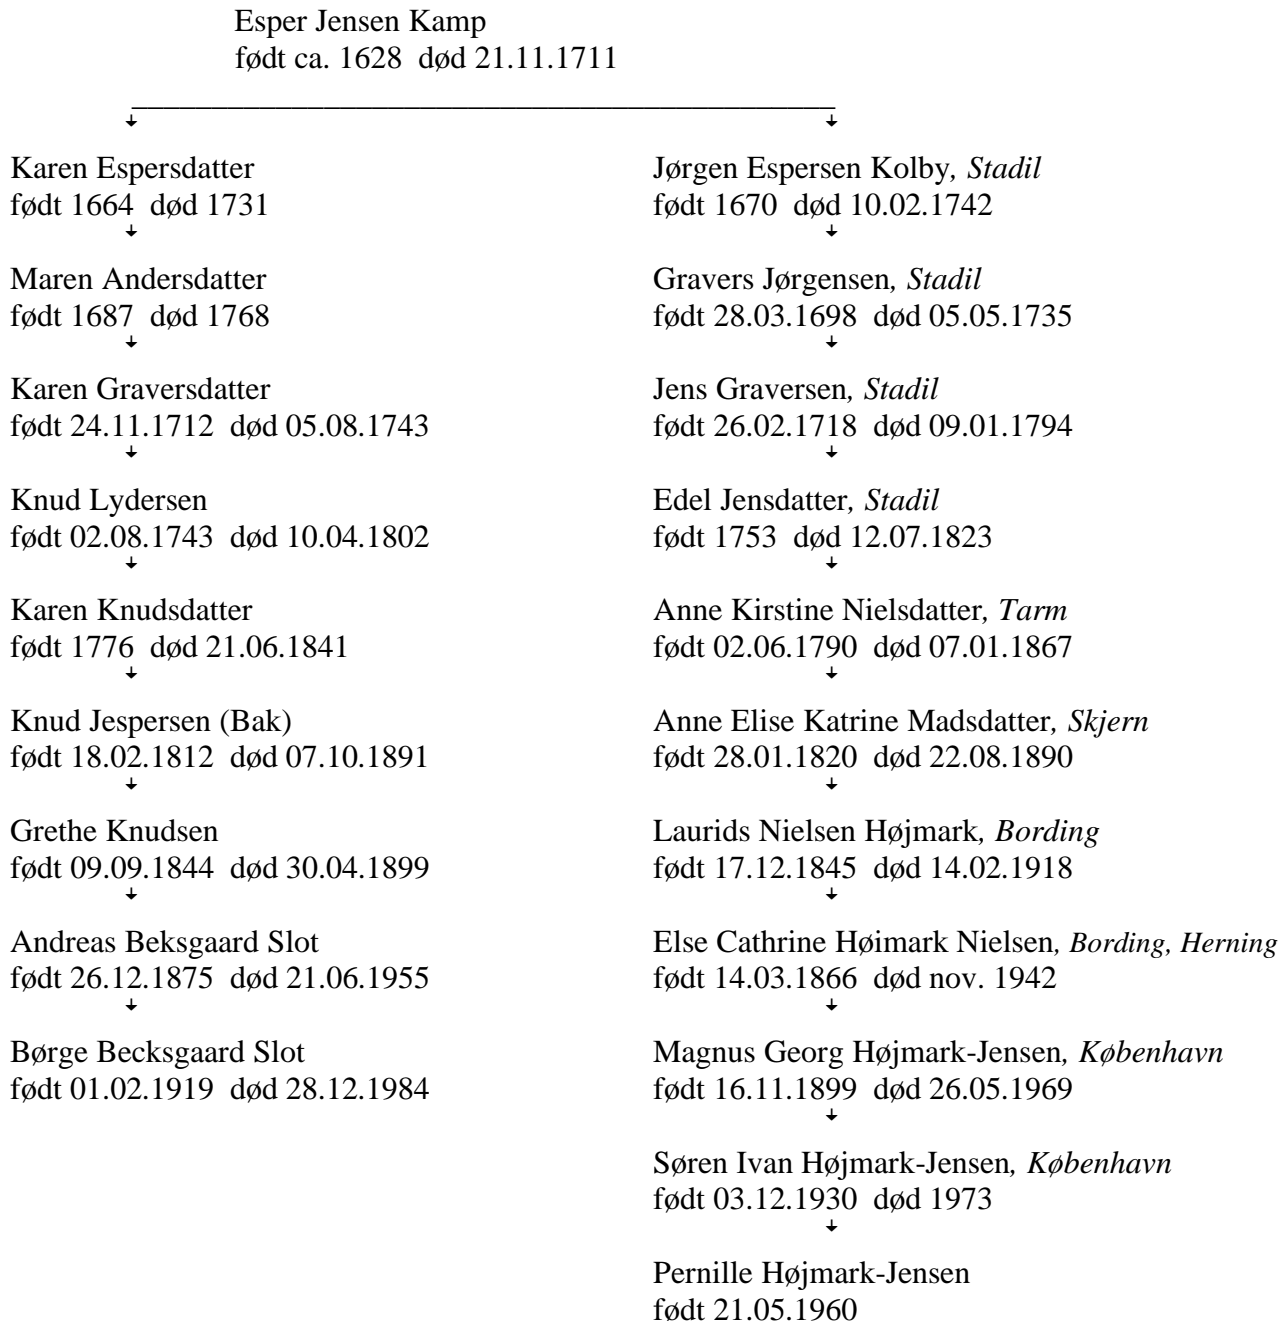 Esper Jensen Kamp
født ca. 1628  død 21.11.1711
Karen Espersdatter
født 1664  død 1731
Maren Andersdatter
født 1687  død 1768
Karen Graversdatter
født 24.11.1712  død 05.08.1743
Knud Lydersen
født 02.08.1743  død 10.04.1802
Karen Knudsdatter
født 1776  død 21.06.1841
Knud Jespersen (Bak)
født 18.02.1812  død 07.10.1891
Grethe Knudsen
født 09.09.1844  død 30.04.1899
Andreas Beksgaard Slot
født 26.12.1875  død 21.06.1955
Børge Becksgaard Slot
født 01.02.1919  død 28.12.1984
Jørgen Espersen Kolby, Stadil
født 1670  død 10.02.1742
Gravers Jørgensen, Stadil
født 28.03.1698  død 05.05.1735
Jens Graversen, Stadil
født 26.02.1718  død 09.01.1794
Edel Jensdatter, Stadil
født 1753  død 12.07.1823
Anne Kirstine Nielsdatter, Tarm
født 02.06.1790  død 07.01.1867
Anne Elise Katrine Madsdatter, Skjern
født 28.01.1820  død 22.08.1890
Laurids Nielsen Højmark, Bording
født 17.12.1845  død 14.02.1918
Else Cathrine Høimark Nielsen, Bording, Herning
født 14.03.1866  død nov. 1942
Magnus Georg Højmark-Jensen, København
født 16.11.1899  død 26.05.1969
Søren Ivan Højmark-Jensen, København
født 03.12.1930  død 1973
Pernille Højmark-Jensen
født 21.05.1960